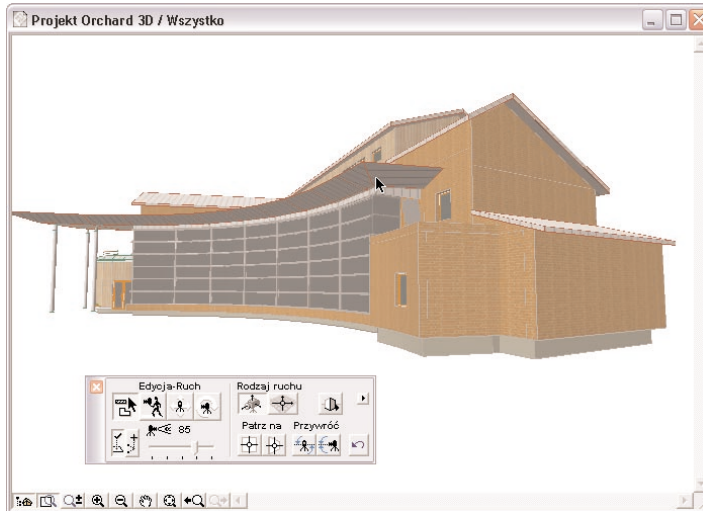 Projekt Orchard 3D / Wszystko
Edycja-Ruch
Rodzaj ruchu
85
Patrz na
Przywróć